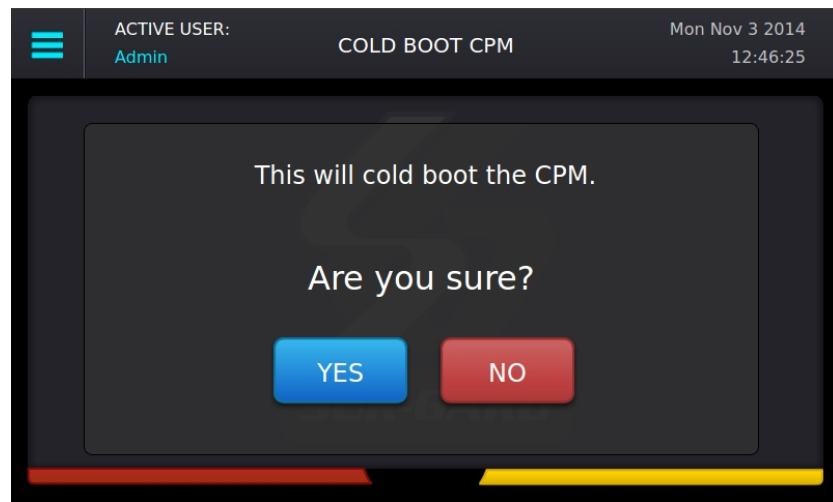 ACTIVE USER:
Admin
COLD BOOT CPM
Mon Nov 3 2014
12:46:25
This will cold boot the CPM.
Are you sure?
YES
NO